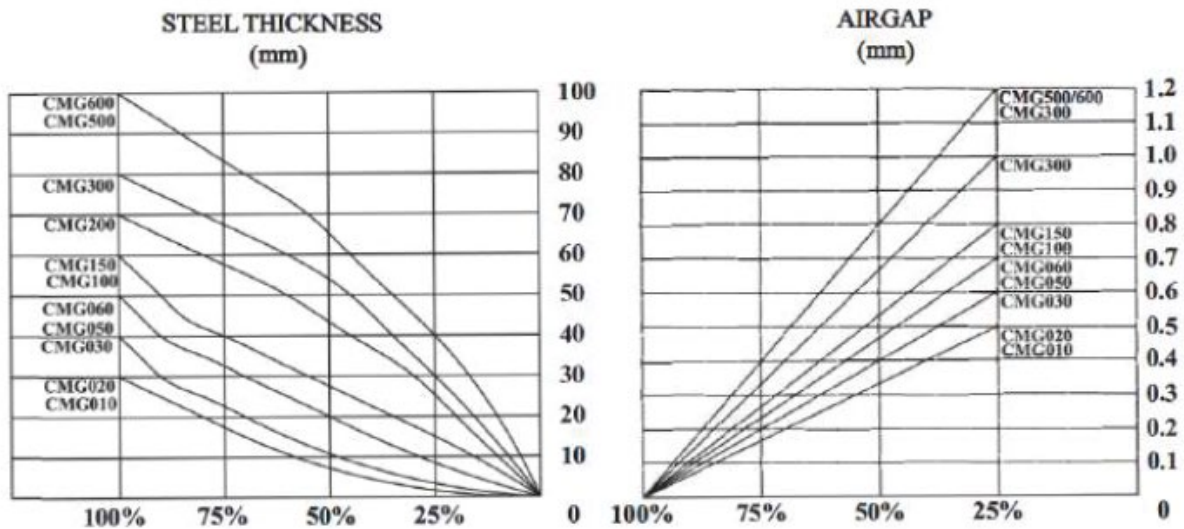 STEEL THICKNESS
(mm)
CMG600
CMG500
CMG300
CMG200
CMG150
CMG100
CMG060
CMG050
CMG030
CMG020
CMG010
100
90
80
70
60
50
40
30
20
10
0
100% 75% 50% 25%
AIRGAP
(mm)
CMG500/600
CMG300
CMG300
CMG150
CMG100
CMG060
CMG050
CMG030
CMG020
CMG010
1.2
1.1
1.0
0.9
0.8
0.7
0.6
0.5
0.4
0.3
0.2
0.1
0
100% 75% 50% 25%